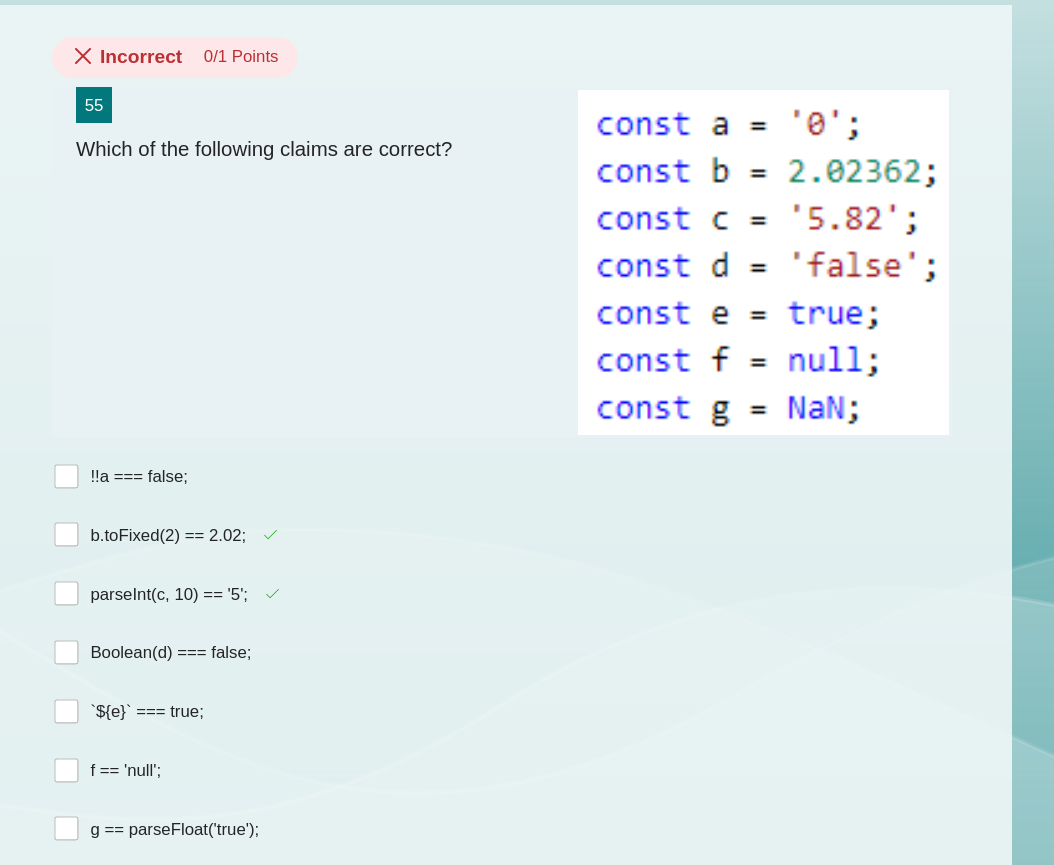 Incorrect 0/1 Points
55
Which of the following claims are correct?
const a = '0';
const b = 2.02362;
const c = '5.82';
const d = 'false';
const e = true;
const f = null;
const g = NaN;
!!a === false;
b.toFixed(2) == 2.02;
parseInt(c, 10) == '5';
Boolean(d) === false;
`${e}` === true;
f == 'null';
g == parseFloat('true');